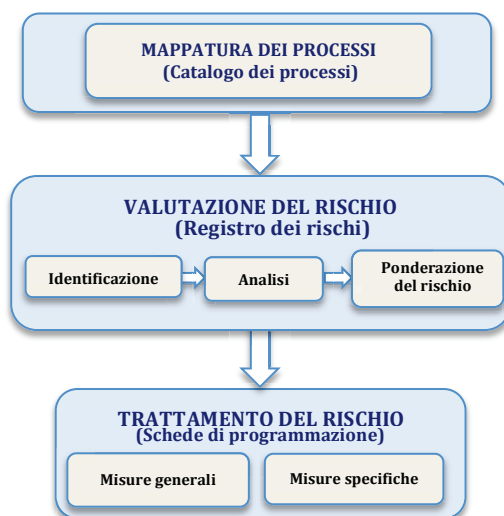 MAPPATURA DEI PROCESSI
(Catalogo dei processi)
VALUTAZIONE DEL RISCHIO
(Registro dei rischi)
Identificazione
Analisi
Ponderazione
del rischio
TRATTAMENTO DEL RISCHIO
(Schede di programmazione)
Misure generali
Misure specifiche